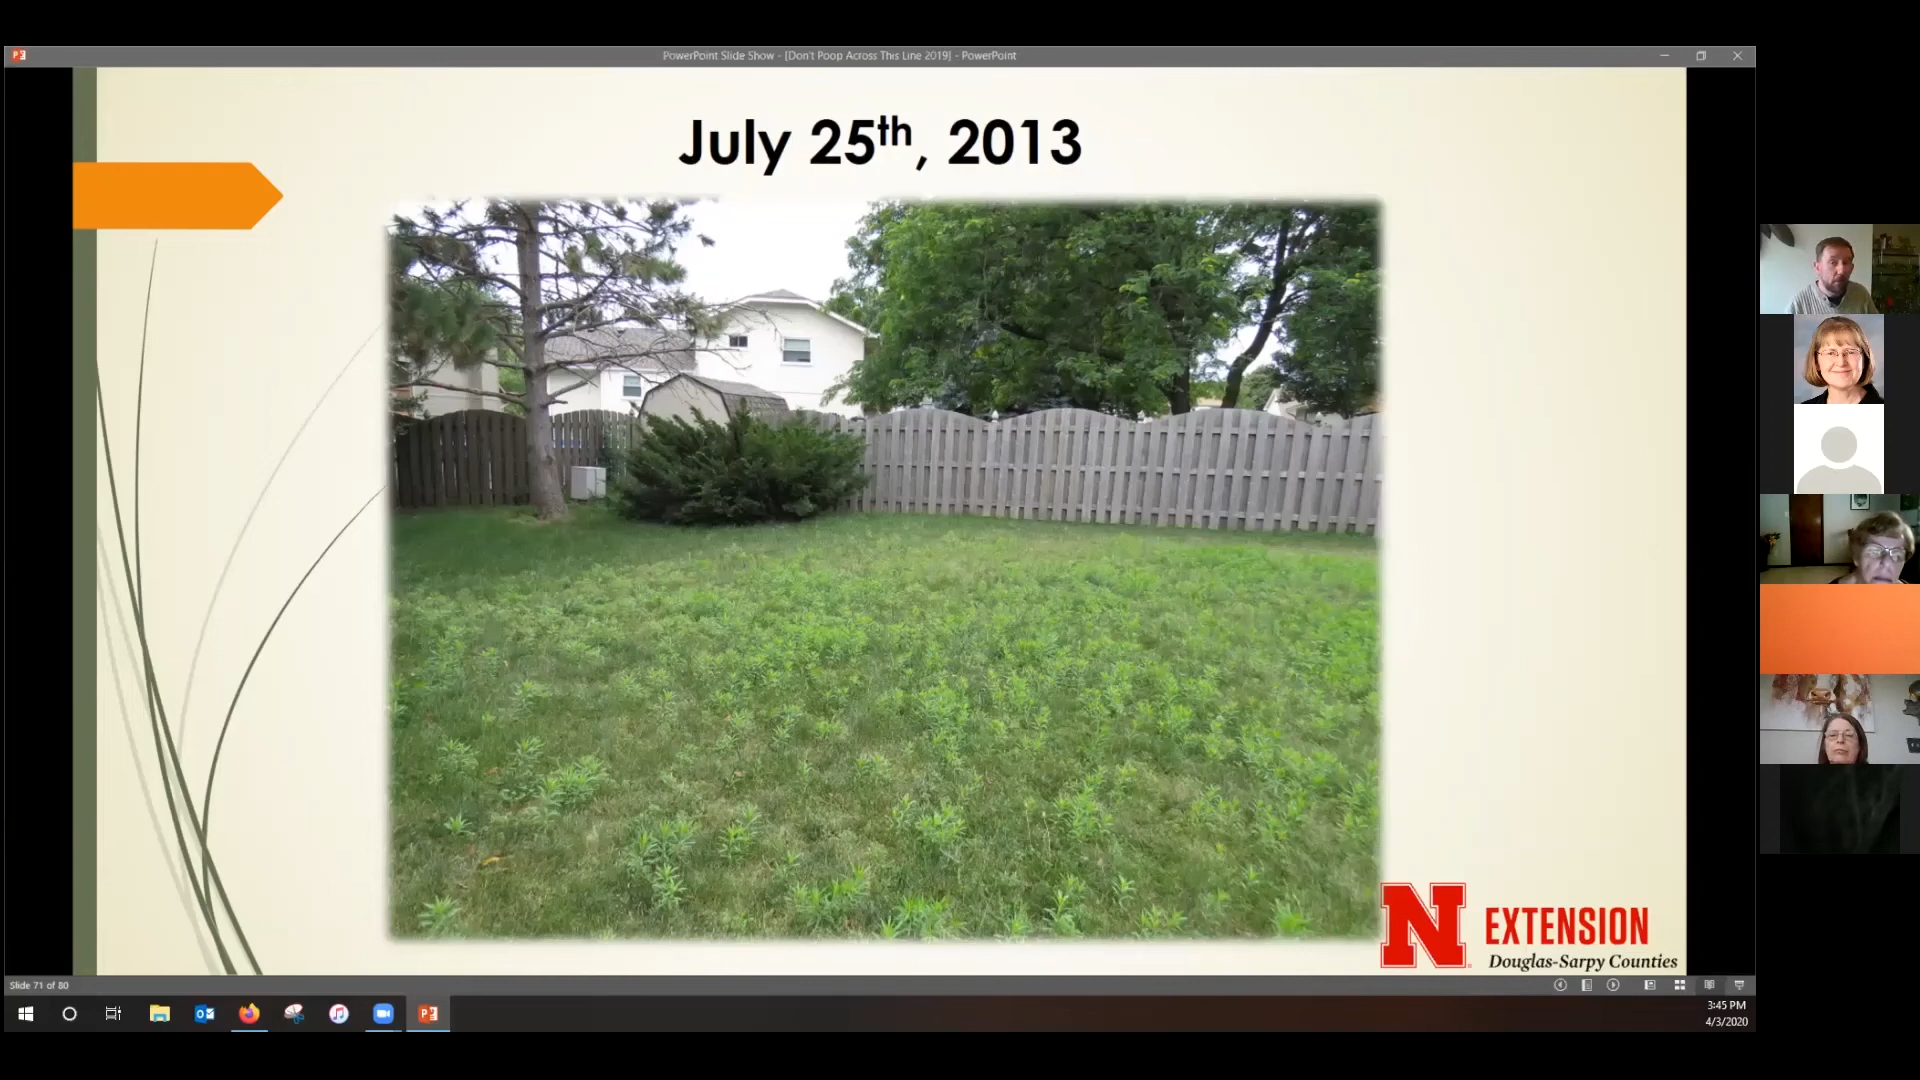 PowerPoint Slide Show - [Don't Poop Across This Line 2019] - PowerPoint
July 25th, 2013
N EXTENSION
Douglas-Sarpy Counties
Slide 71 of 80
3:45 PM
4/3/2020